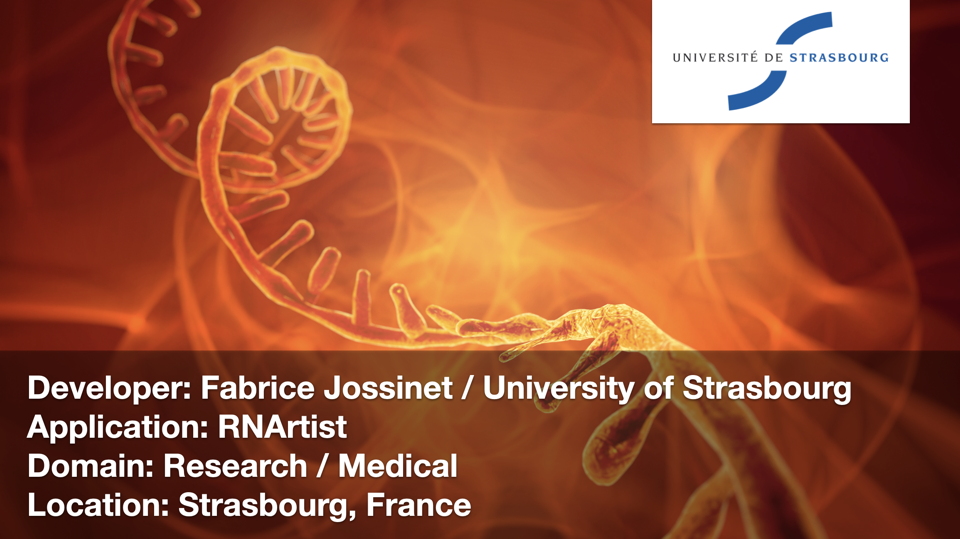 UNIVERSITÉ DE STRASBOURG
Developer: Fabrice Jossinet / University of Strasbourg
Application: RNArtist
Domain: Research / Medical
Location: Strasbourg, France